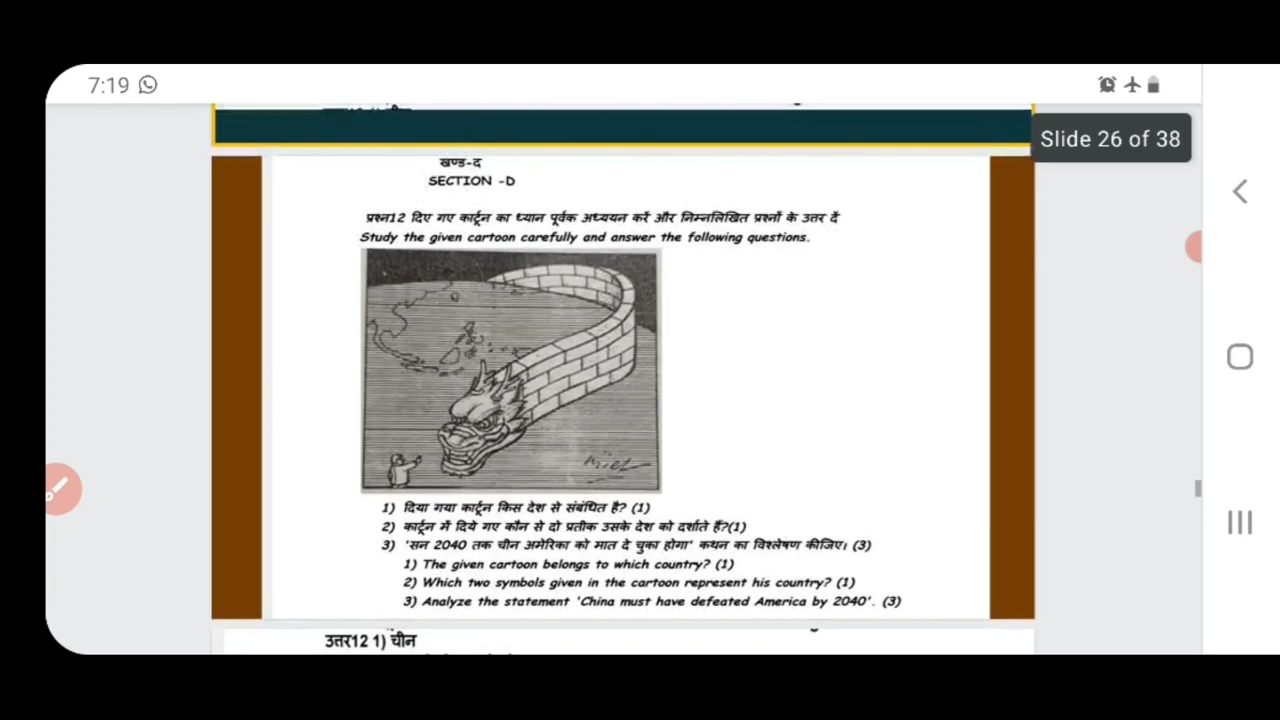 7:19
Slide 26 of 38
खण्ड-द
SECTION -D
प्रश्न12 दिए गए कार्टून का ध्यान पूर्वक अध्ययन करें और निम्नलिखित प्रश्नों के उतर दें
Study the given cartoon carefully and answer the following questions.
1) दिया गया कार्टून किस देश से संबंधित है? (1)
2) कार्टून में दिये गए कौन से दो प्रतीक उसके देश को दर्शाते हैं?(1)
3) 'सन 2040 तक चीन अमेरिका को मात दे चुका होगा' कथन का विश्लेषण कीजिए। (3)
1) The given cartoon belongs to which country? (1)
2) Which two symbols given in the cartoon represent his country? (1)
3) Analyze the statement 'China must have defeated America by 2040'. (3)
उत्तर12 1) चीन